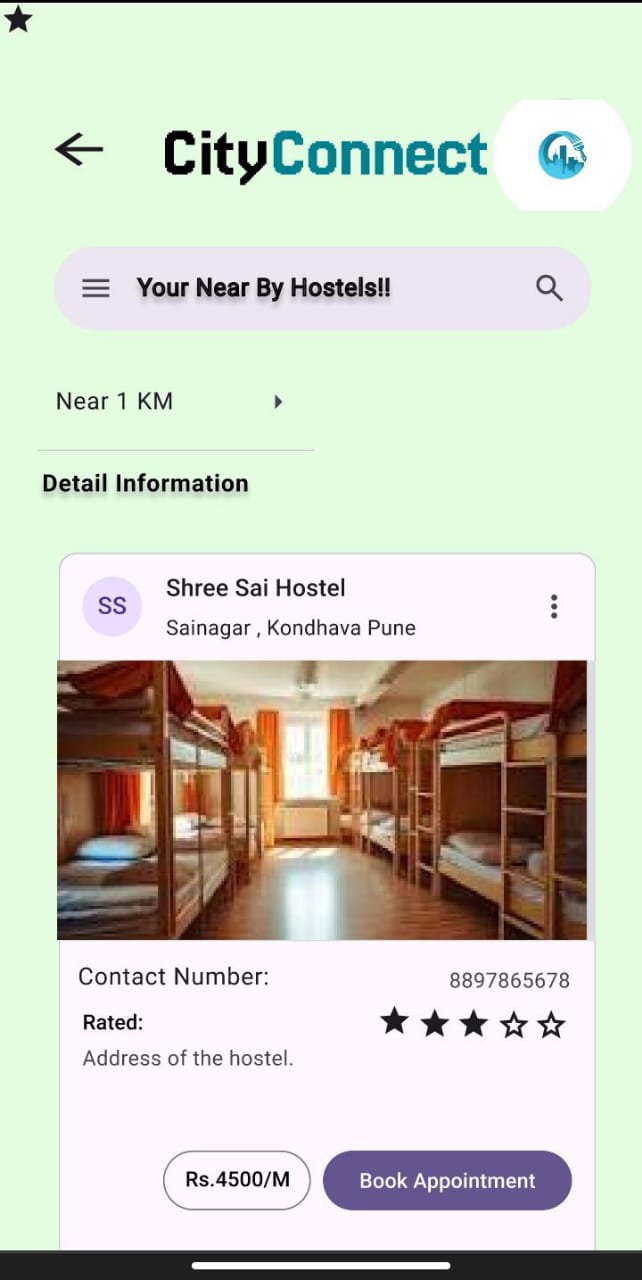 CityConnect
Your Near By Hostels!!
Near 1 KM
Detail Information
SS
Shree Sai Hostel
Sainagar , Kondhava Pune
Contact Number: 8897865678
Rated:
Address of the hostel.
Rs.4500/M Book Appointment